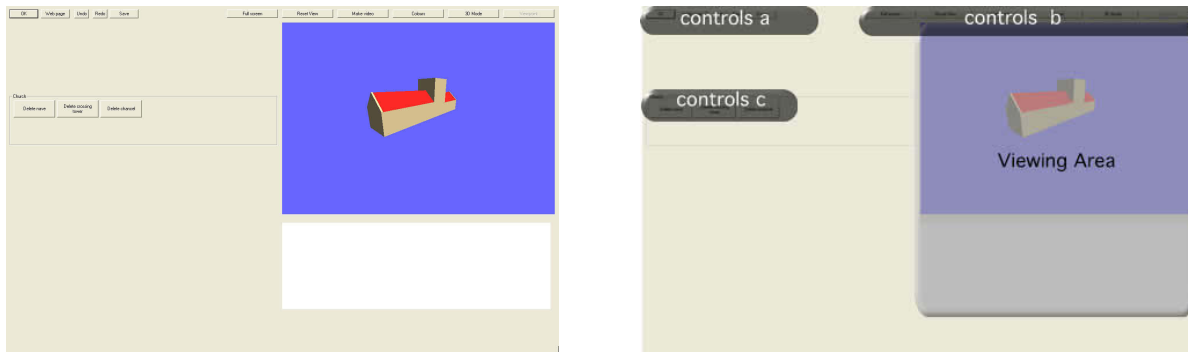 OK Web page Undo Redo Save Full screen Reset View Make video Colours 3D Mode
Church
Delete nave Delete crossing tower Delete chancel
controls a controls b
controls c
Viewing Area